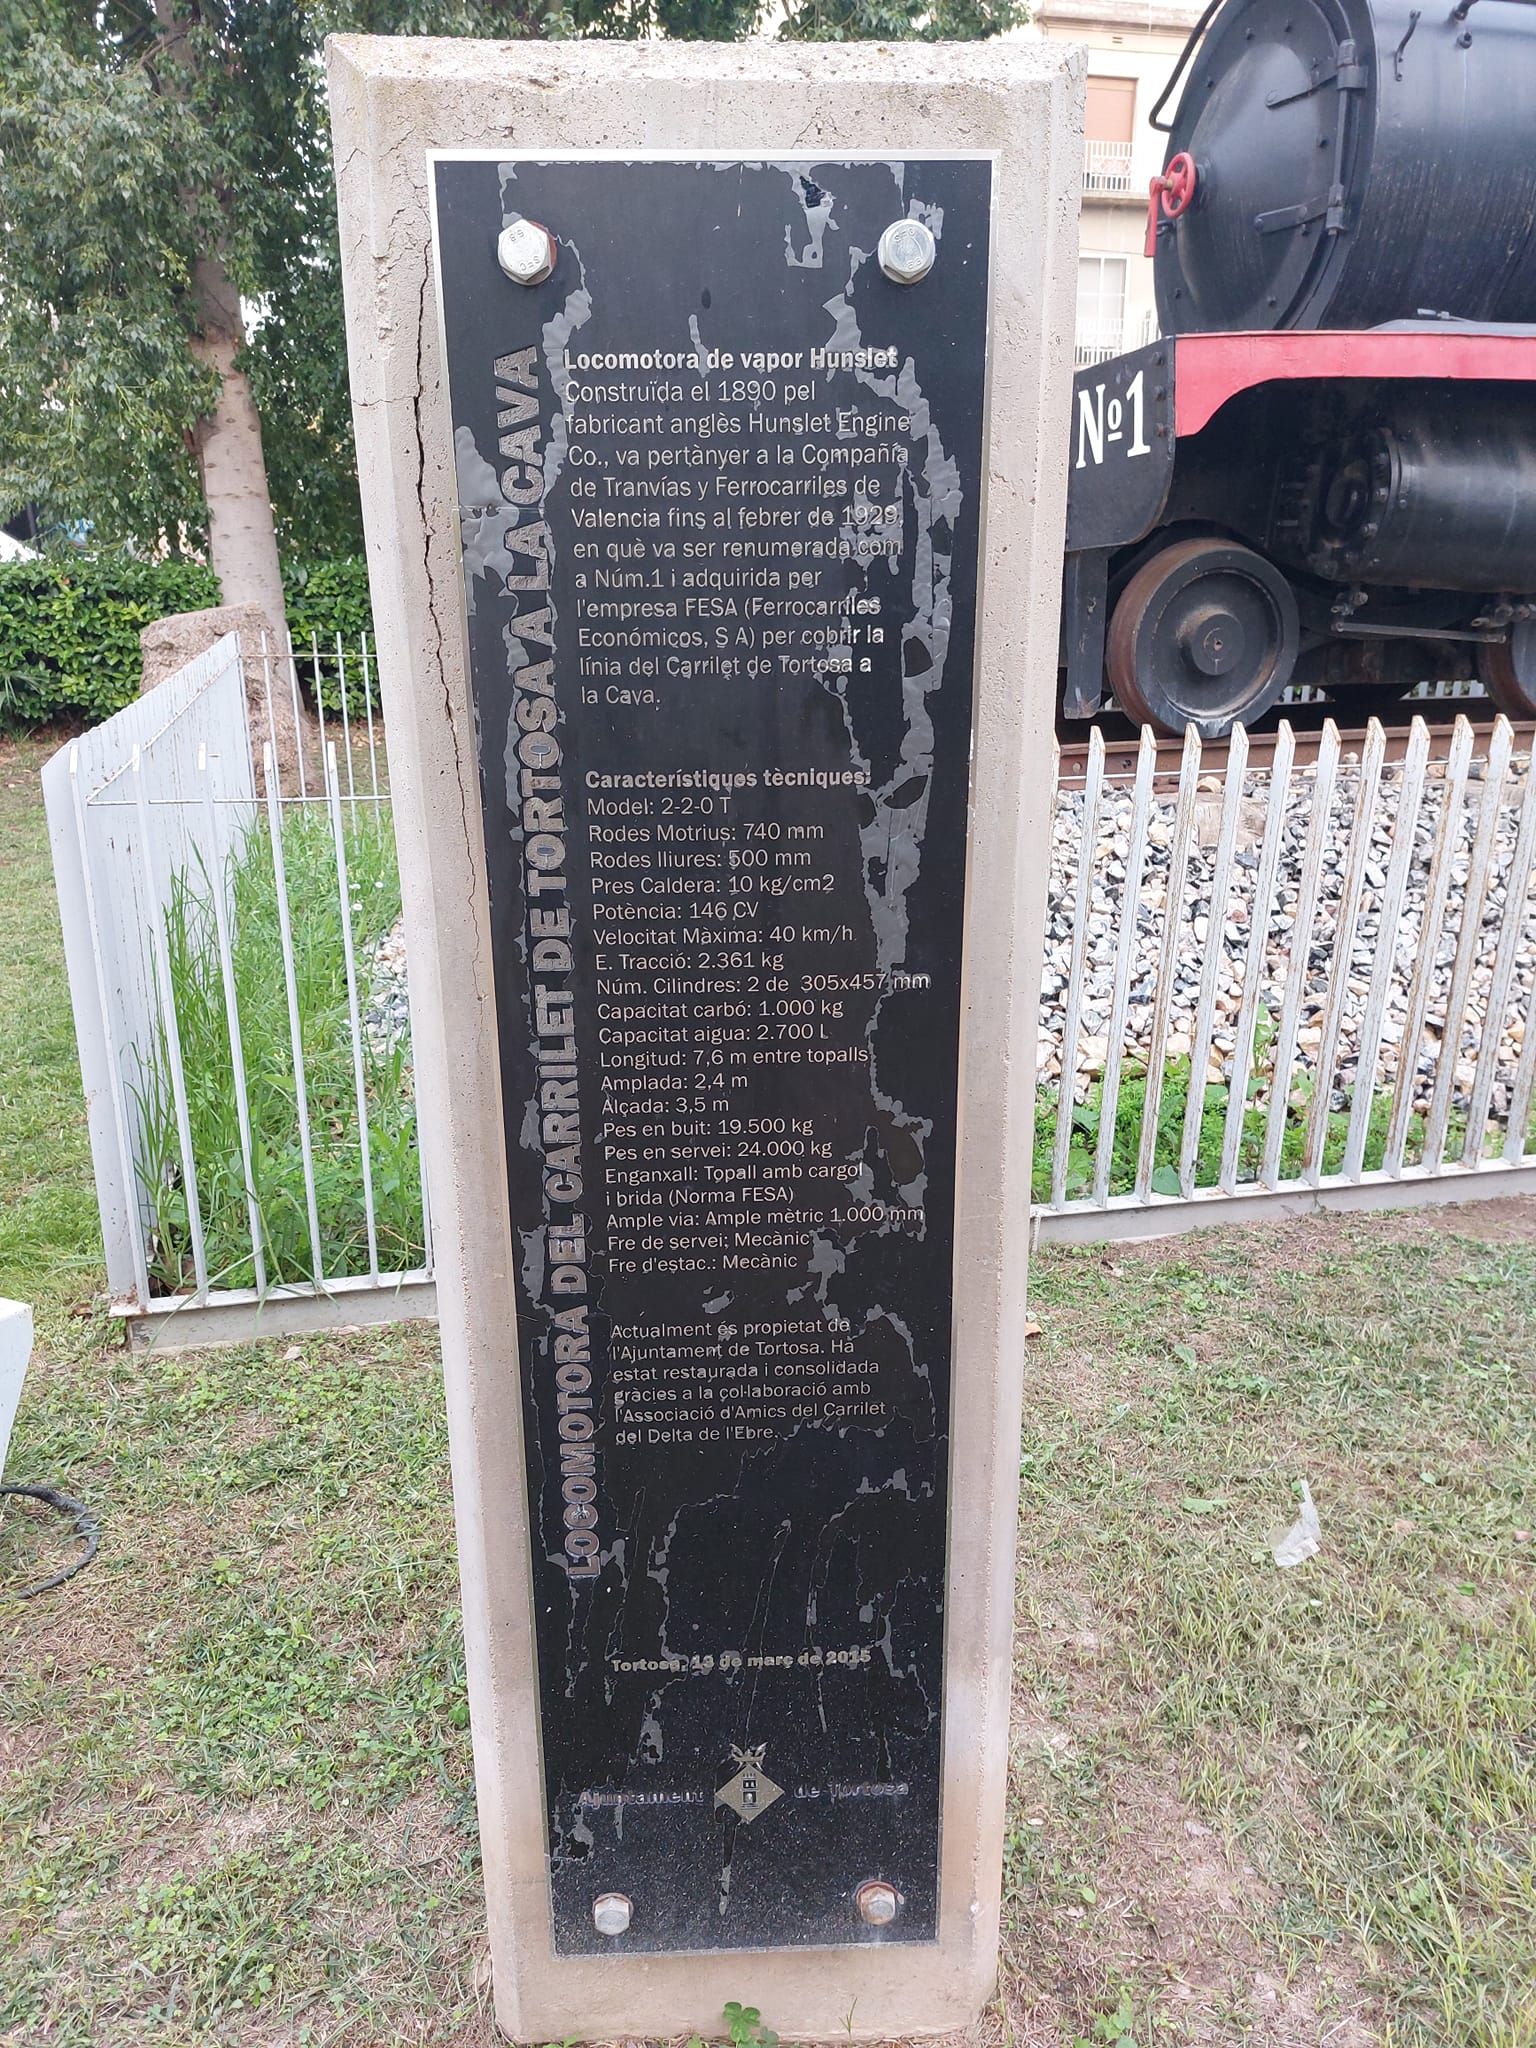 LOCOMOTORA DEL CARRILET DE TORTOSA A LA CAVA
Locomotora de vapor Hunslet
Construïda el 1890 pel
fabricant anglès Hunslet Engine
Co., va pertànyer a la Compañía
de Tranvías y Ferrocarriles de
Valencia fins al febrer de 1929,
en què va ser renumerada com
a Núm.1 i adquirida per
l'empresa FESA (Ferrocarriles
Económicos, S A) per cobrir la
línia del Carrilet de Tortosa a
la Cava.
Característiques tècniques:
Model: 2-2-0 T
Rodes Motrius: 740 mm
Rodes lliures: 500 mm
Pres Caldera: 10 kg/cm2
Potència: 146 CV
Velocitat Màxima: 40 km/h
E. Tracció: 2.361 kg
Núm. Cilindres: 2 de 305x457 mm
Capacitat carbó: 1.000 kg
Capacitat aigua: 2.700 L
Longitud: 7,6 m entre topalls
Amplada: 2,4 m
Alçada: 3,5 m
Pes en buit: 19.500 kg
Pes en servei: 24.000 kg
Enganxall: Topall amb cargol
i brida (Norma FESA)
Ample via: Ample mètric 1.000 mm
Fre de servei: Mecànic
Fre d'estac.: Mecànic
Actualment és propietat de
l'Ajuntament de Tortosa. Ha
estat restaurada i consolidada
gràcies a la col·laboració amb
l'Associació d'Amics del Carrilet
del Delta de l'Ebre.
Tortosa, 13 de març de 2015
Ajuntament de Tortosa
Nº1